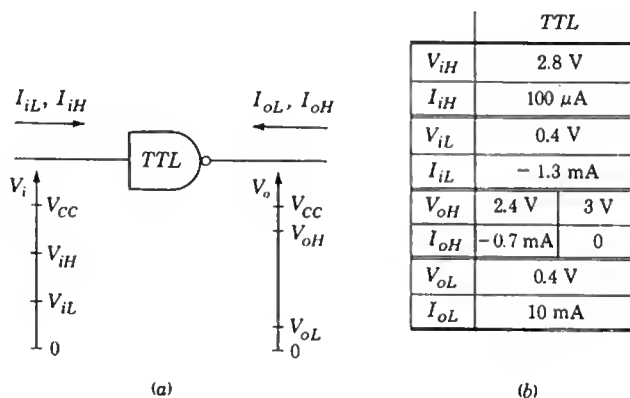 I_iL, I_iH
I_oL, I_oH
TTL
V_i
V_CC
V_iH
V_iL
0
V_o
V_CC
V_oH
V_oL
0
(a)
TTL
V_iH 2.8 V
I_iH 100 μA
V_iL 0.4 V
I_iL − 1.3 mA
V_oH 2.4 V 3 V
I_oH −0.7 mA 0
V_oL 0.4 V
I_oL 10 mA
(b)